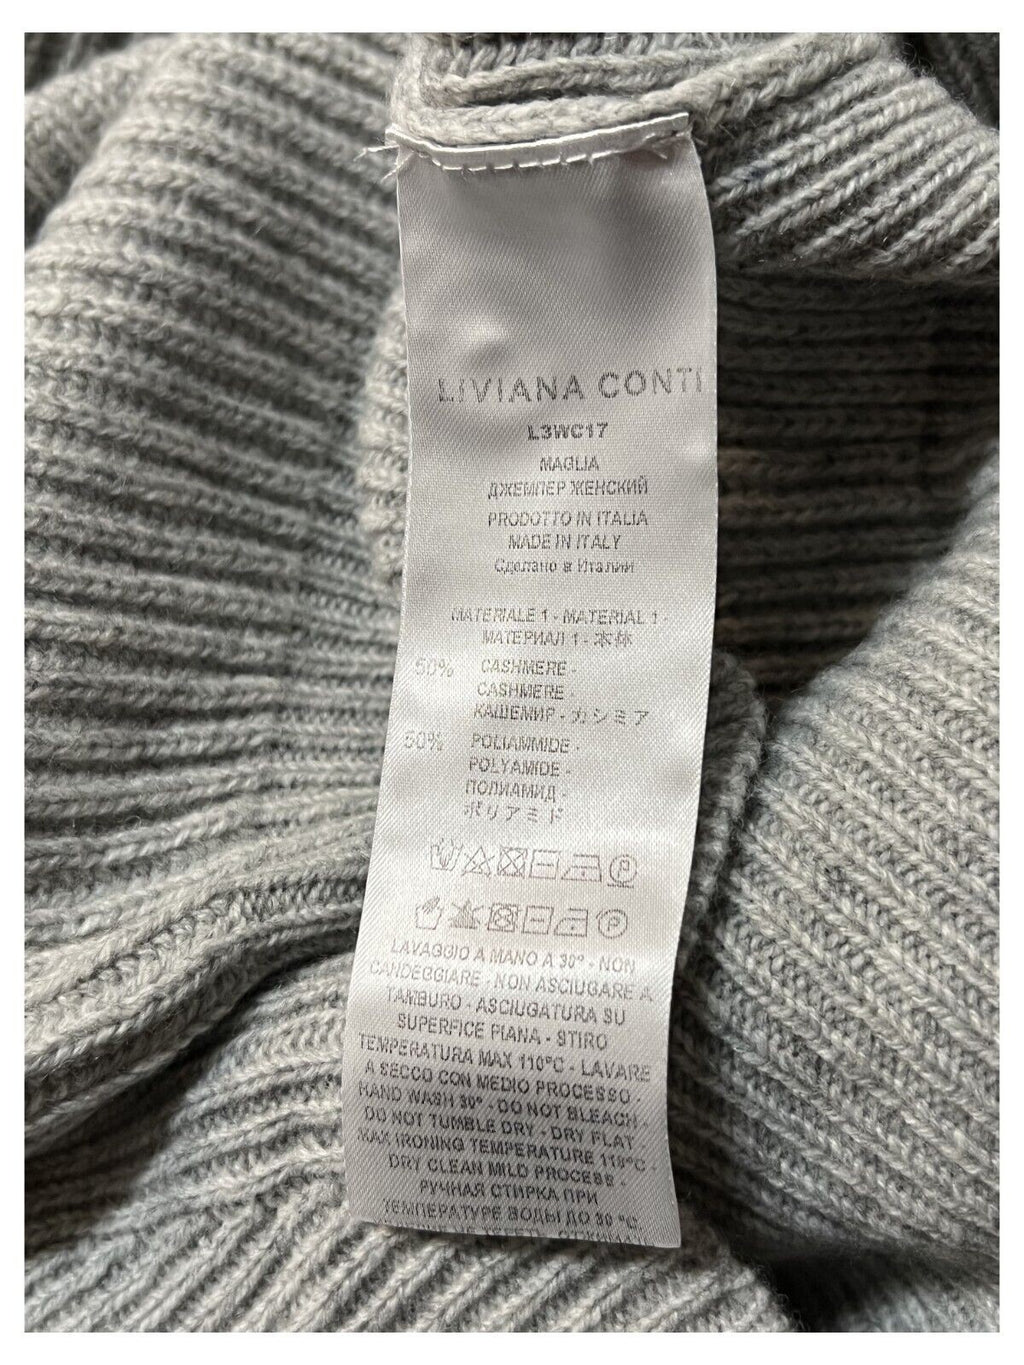 LIVIANA CONTI
L3WC17
MAGLIA
ДЖЕМПЕР ЖЕНСКИЙ
PRODOTTO IN ITALIA
MADE IN ITALY
Сделано в Италии
MATERIALE 1 - MATERIAL 1 -
МАТЕРИАЛ 1 - 本体
50% CASHMERE -
CASHMERE
КАШЕМИР - カシミア
50% POLIAMMIDE -
POLYAMIDE -
ПОЛИАМИД -
ポリアミド
P
P
LAVAGGIO A MANO A 30° - NON
CANDEGGIARE - NON ASCIUGARE A
TAMBURO - ASCIUGATURA SU
SUPERFICE PIANA - STIRO
TEMPERATURA MAX 110°C - LAVARE
A SECCO CON MEDIO PROCESSO -
HAND WASH 30° - DO NOT BLEACH -
DO NOT TUMBLE DRY - DRY FLAT
MAX IRONING TEMPERATURE 110°C -
DRY CLEAN MILD PROCESS -
РУЧНАЯ СТИРКА ПРИ
ТЕМПЕРАТУРЕ ВОДЫ ДО 30 °C.